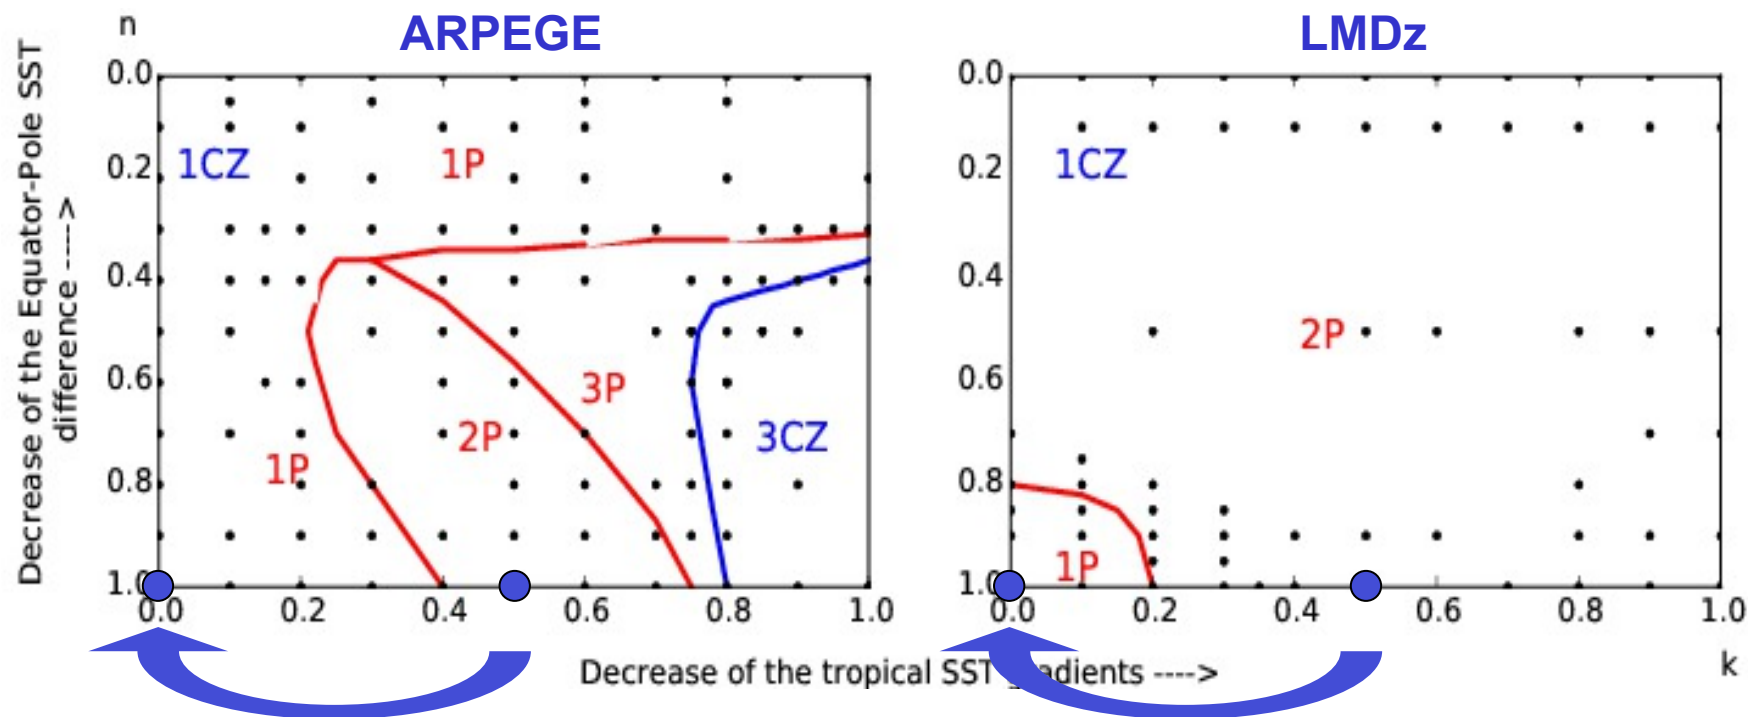 n
ARPEGE
LMDz
Decrease of the Equator-Pole SST
difference ---->
0.0
0.2
0.4
0.6
0.8
1.0
1CZ
1P
3P
2P
1P
3CZ
0.0 0.2 0.4 0.6 0.8 1.0
0.0
0.2
0.4
0.6
0.8
1.0
1CZ
2P
1P
0.0 0.2 0.4 0.6 0.8 1.0
Decrease of the tropical SST gradients ---->
k